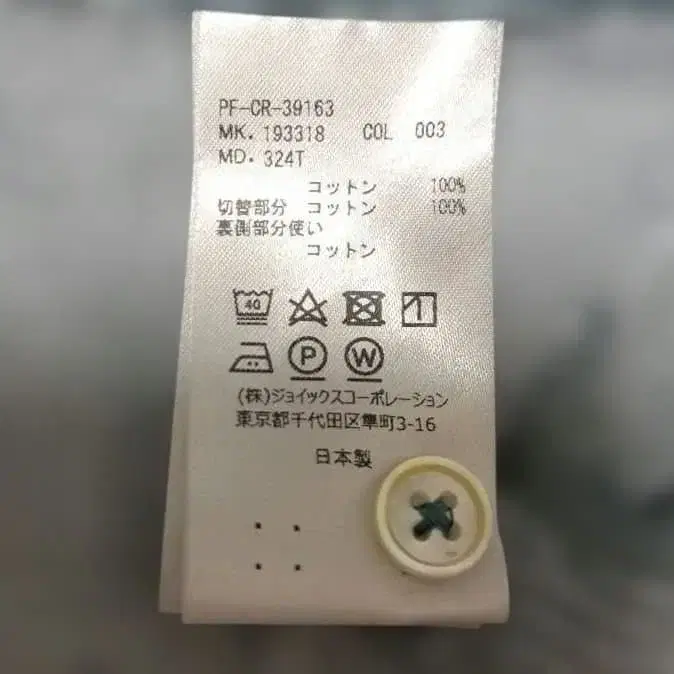 PF-CR-39163
MK. 193318 COL 003
MD. 324T
コットン 100%
切替部分 コットン 100%
裏側部分使い
コットン
40
P W
(株)ジョイックスコーポレーション
東京都千代田区隼町3-16
日本製